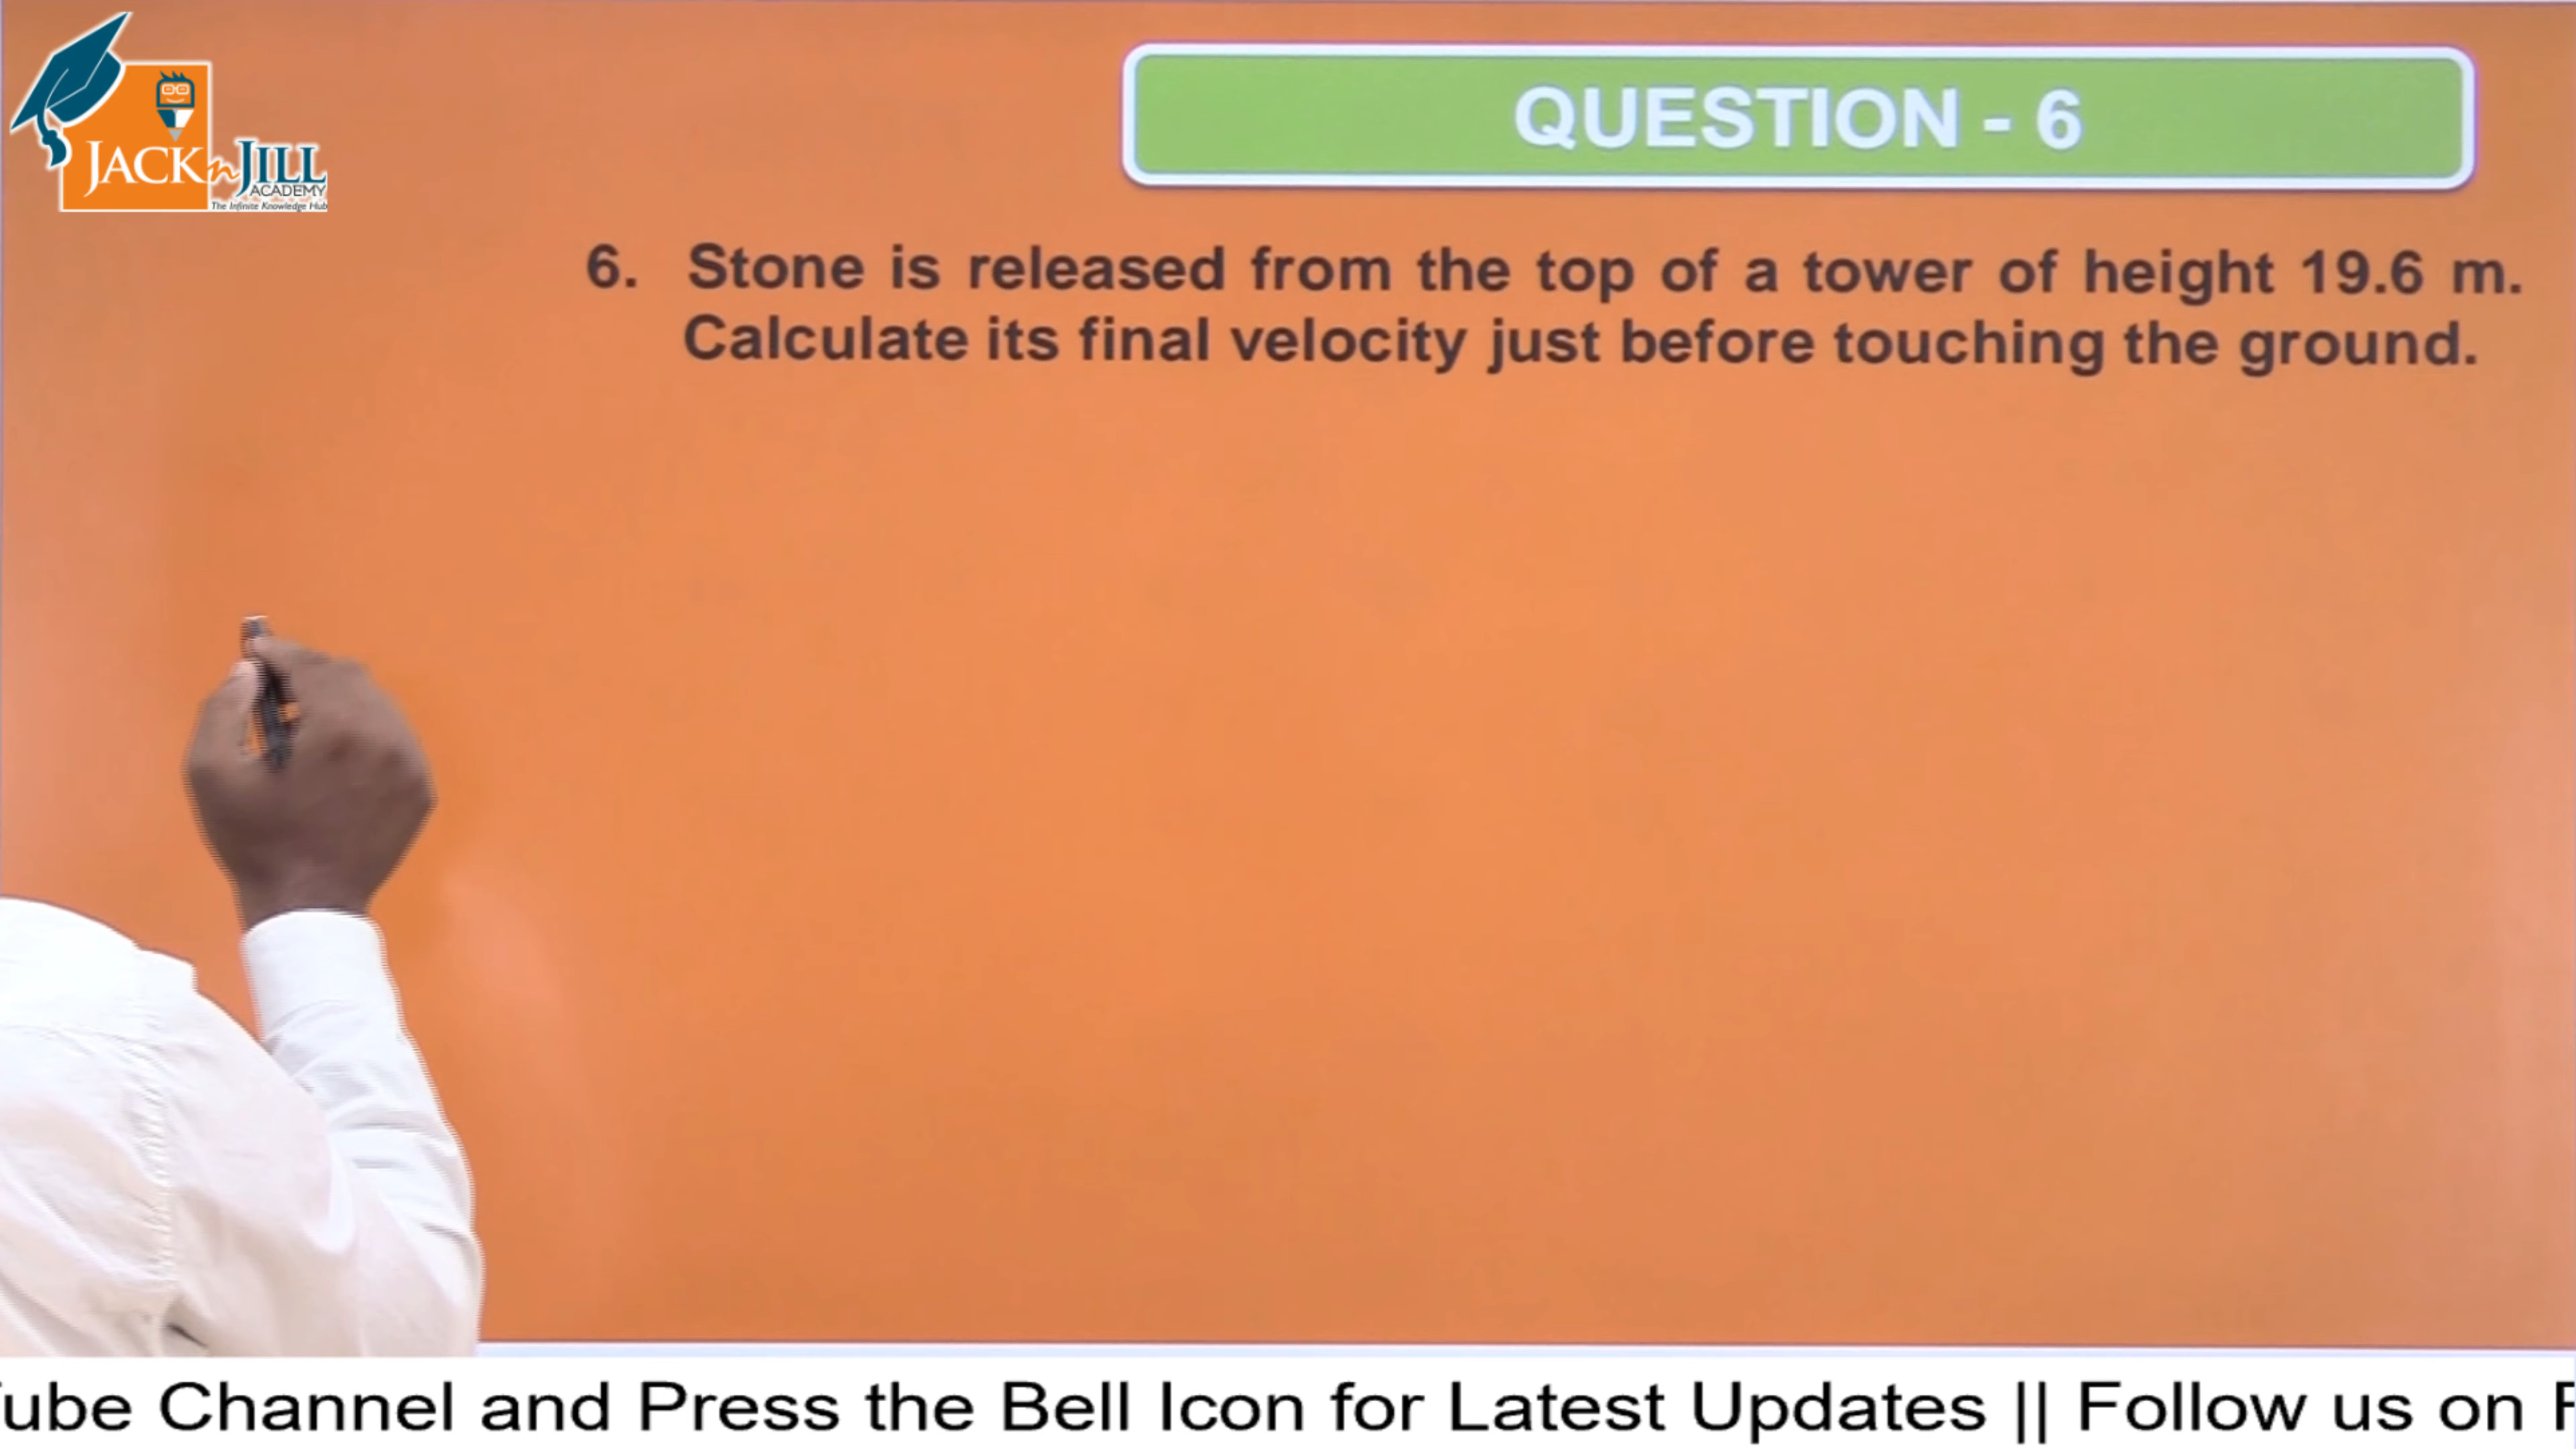 JACK n JILL
ACADEMY
The Infinite Knowledge Hub
QUESTION - 6
6. Stone is released from the top of a tower of height 19.6 m.
Calculate its final velocity just before touching the ground.
ube Channel and Press the Bell Icon for Latest Updates || Follow us on F